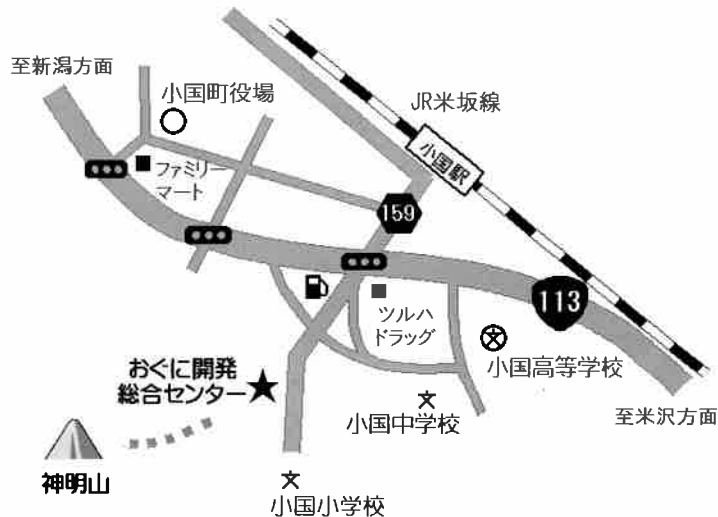 至新潟方面
小国町役場
JR米坂線
小国駅
ファミリー
マート
159
113
ツルハ
ドラッグ
小国高等学校
おぐに開発
総合センター
小国中学校
至米沢方面
神明山
小国小学校